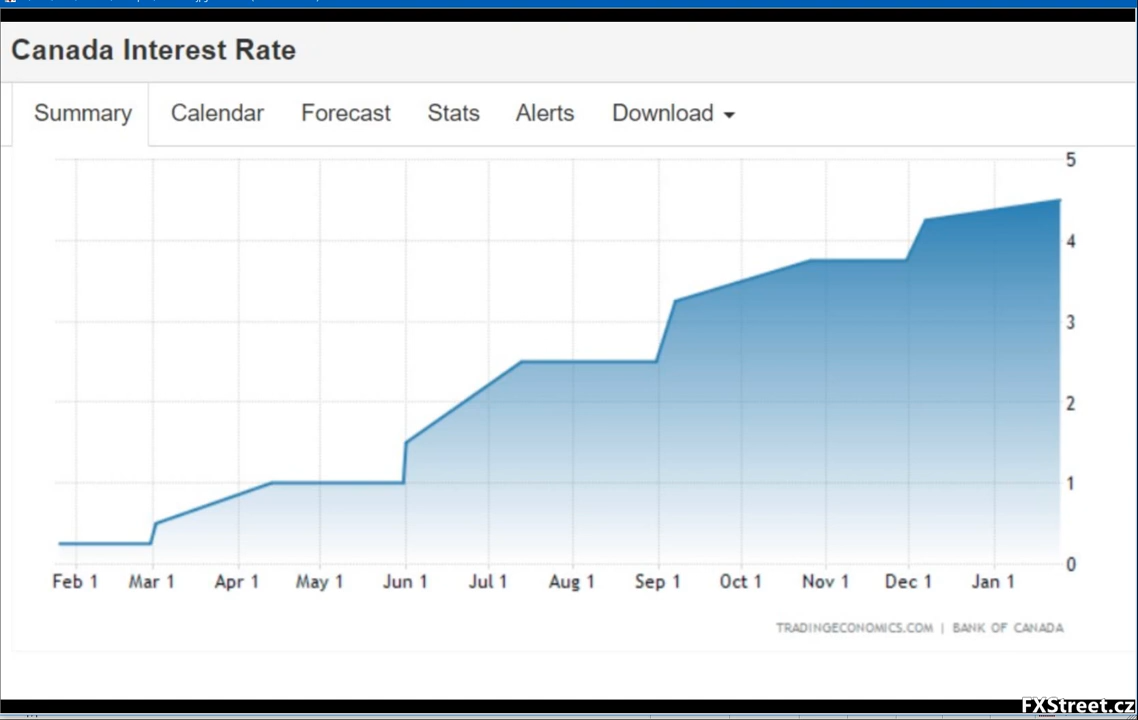 Canada Interest Rate
Summary Calendar Forecast Stats Alerts Download
5
4
3
2
1
0
Feb 1 Mar 1 Apr 1 May 1 Jun 1 Jul 1 Aug 1 Sep 1 Oct 1 Nov 1 Dec 1 Jan 1
TRADINGECONOMICS.COM | BANK OF CANADA
FXStreet.cz